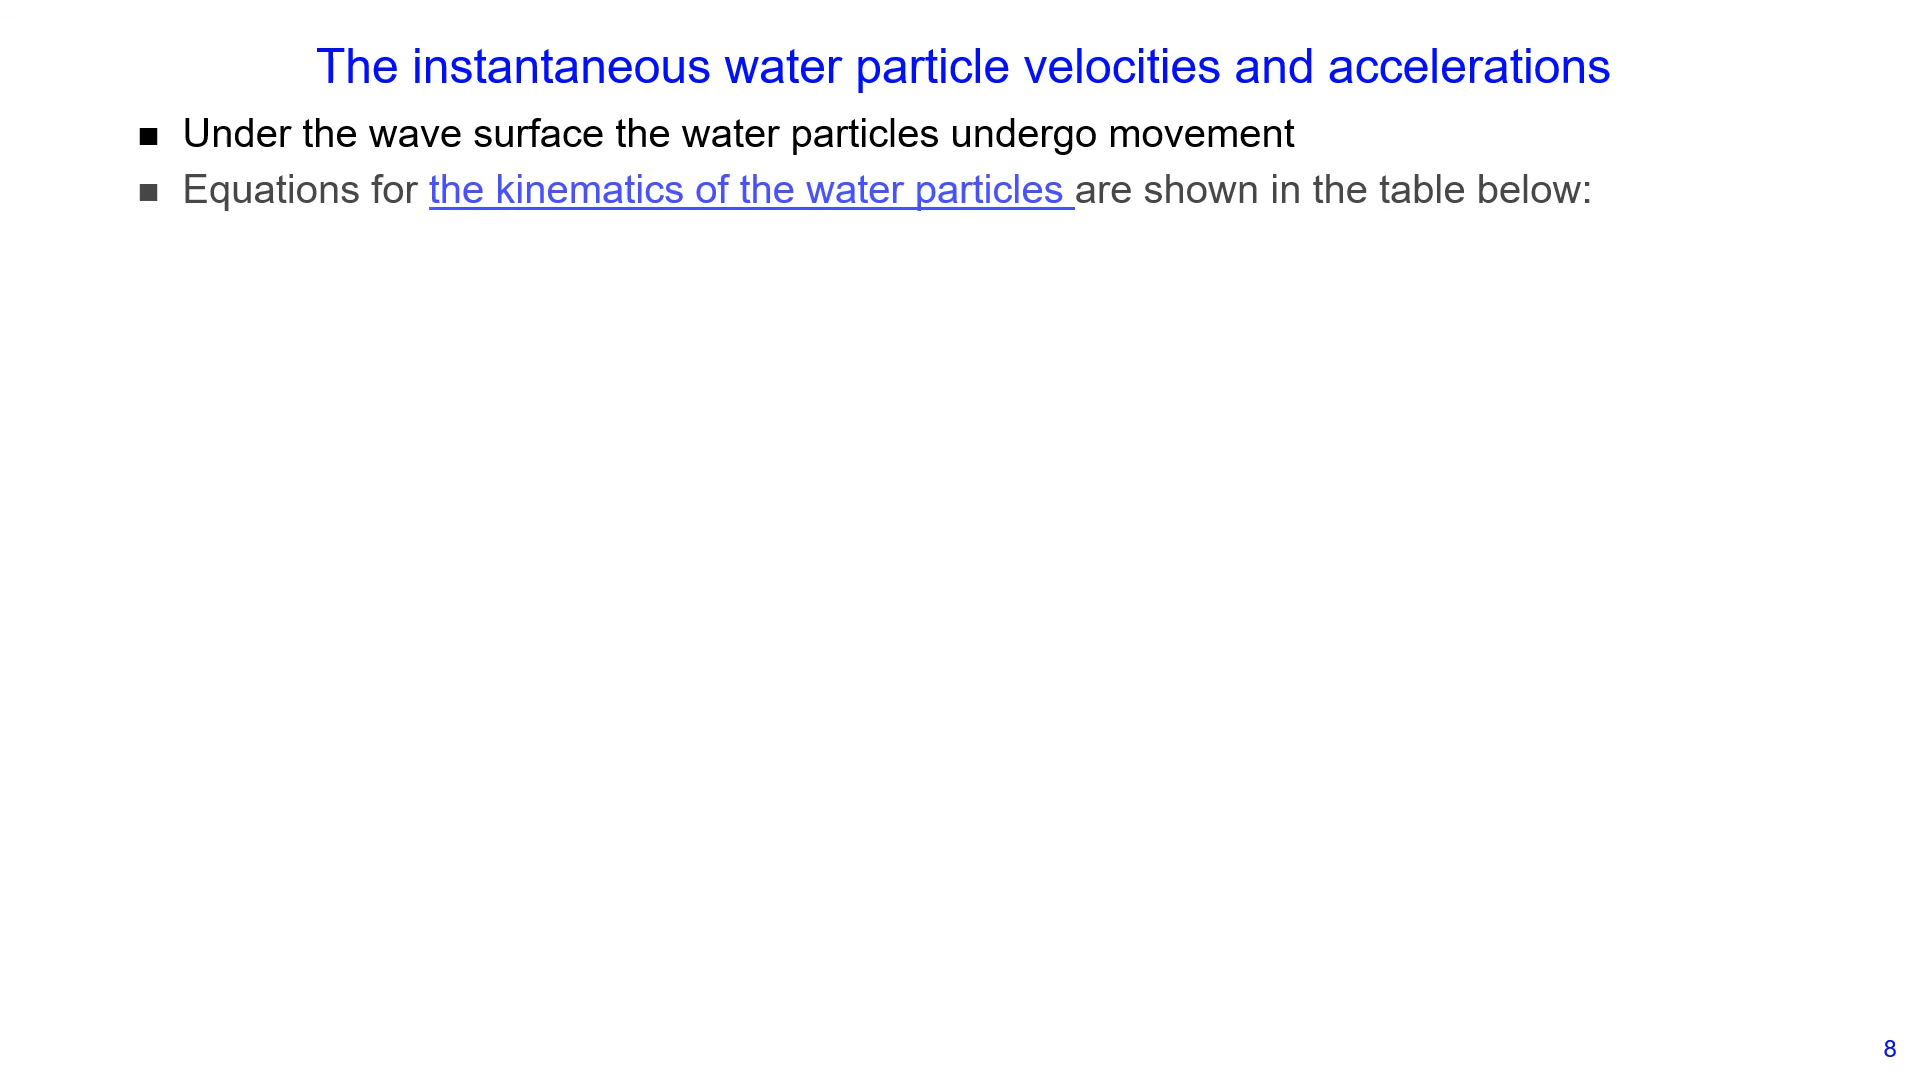 The instantaneous water particle velocities and accelerations
■ Under the wave surface the water particles undergo movement
■ Equations for the kinematics of the water particles are shown in the table below:
8